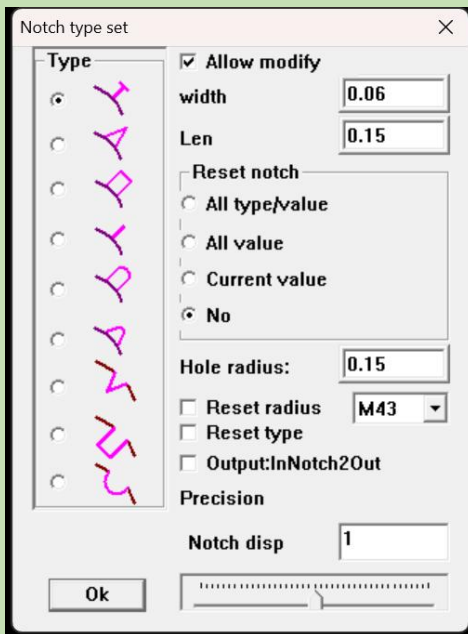 Notch type set
Type
Allow modify
width
0.06
Len
0.15
Reset notch
All type/value
All value
Current value
No
Hole radius:
0.15
Reset radius
M43
Reset type
Output:InNotch2Out
Precision
Notch disp
1
Ok